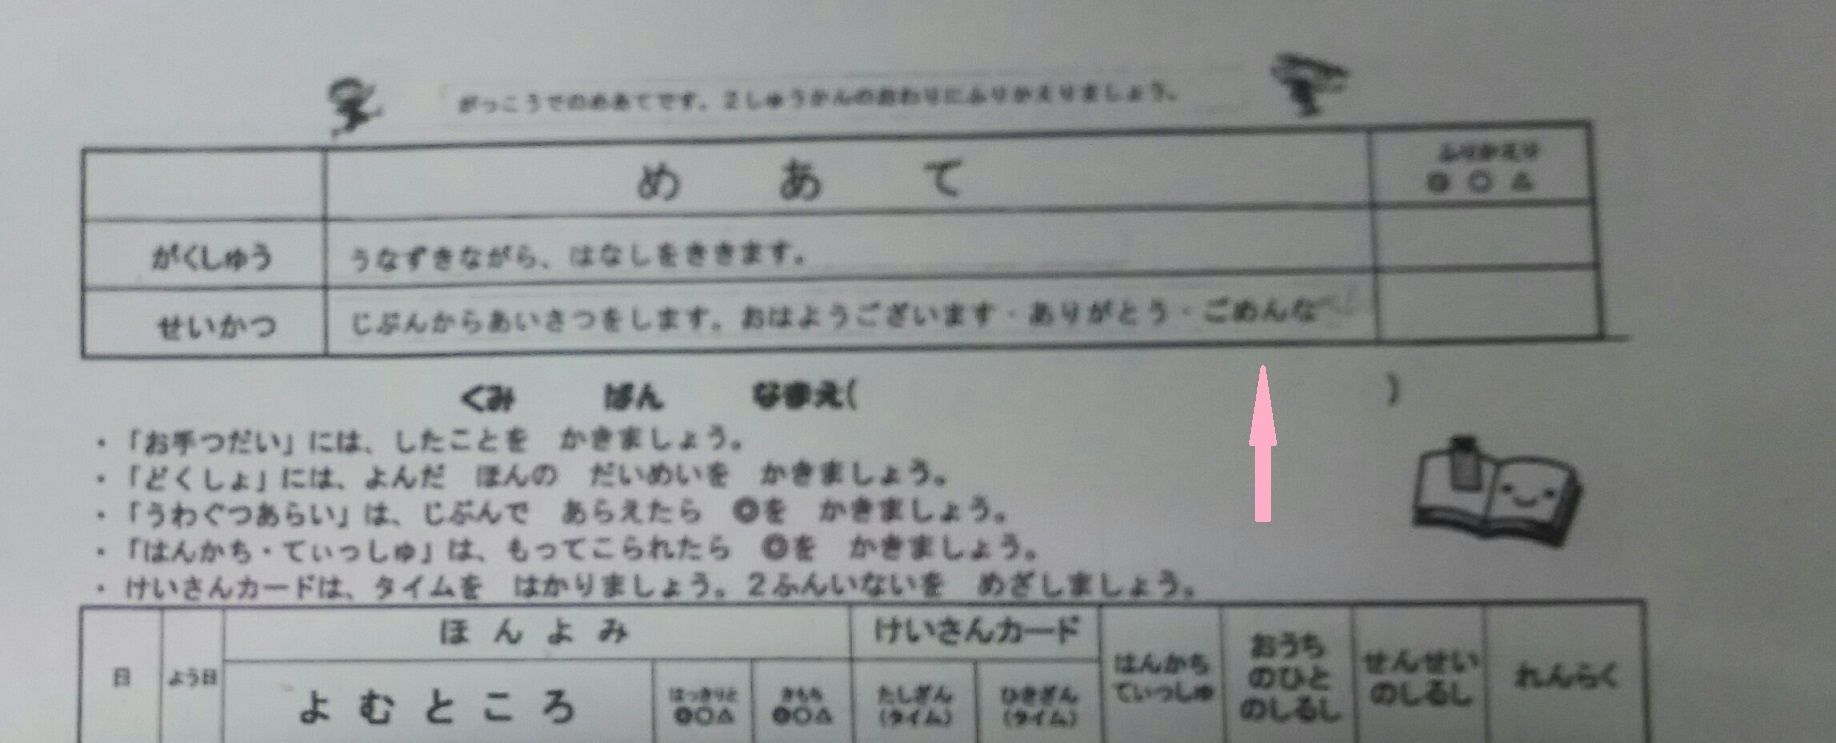 がっこうでのめあてです。2しゅうかんのおわりにふりかえりましょう。
めあて
ふりかえり
◎○△
がくしゅう
うなずきながら、はなしをききます。
せいかつ
じぶんからあいさつをします。おはようございます・ありがとう・ごめんな
くみ ばん なまえ( )
・「お手つだい」には、したことを かきましょう。
・「どくしょ」には、よんだ ほんの だいめいを かきましょう。
・「うわぐつあらい」は、じぶんで あらえたら ◎を かきましょう。
・「はんかち・てぃっしゅ」は、もってこられたら ◎を かきましょう。
・けいさんカードは、タイムを はかりましょう。2ふんいないを めざしましょう。
日
よう日
ほんよみ
よむところ
はっきりと
◎○△
きもち
◎○△
けいさんカード
たしざん
(タイム)
ひきざん
(タイム)
はんかち
てぃっしゅ
おうち
のひと
のしるし
せんせい
のしるし
れんらく